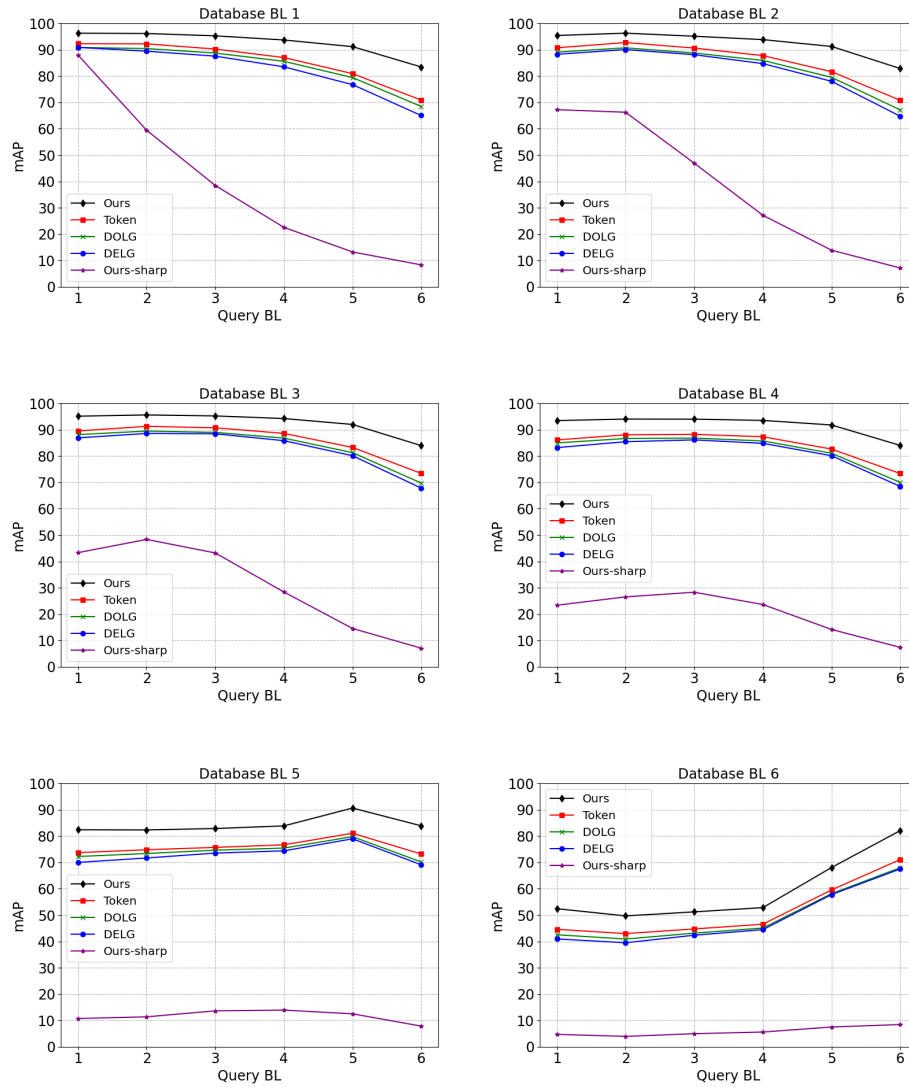 Database BL 1
mAP
100
90
80
70
60
50
40
30
20
10
0
Ours
Token
DOLG
DELG
Ours-sharp
1 2 3 4 5 6
Query BL
Database BL 2
mAP
100
90
80
70
60
50
40
30
20
10
0
Ours
Token
DOLG
DELG
Ours-sharp
1 2 3 4 5 6
Query BL
Database BL 3
mAP
100
90
80
70
60
50
40
30
20
10
0
Ours
Token
DOLG
DELG
Ours-sharp
1 2 3 4 5 6
Query BL
Database BL 4
mAP
100
90
80
70
60
50
40
30
20
10
0
Ours
Token
DOLG
DELG
Ours-sharp
1 2 3 4 5 6
Query BL
Database BL 5
mAP
100
90
80
70
60
50
40
30
20
10
0
Ours
Token
DOLG
DELG
Ours-sharp
1 2 3 4 5 6
Query BL
Database BL 6
mAP
100
90
80
70
60
50
40
30
20
10
0
Ours
Token
DOLG
DELG
Ours-sharp
1 2 3 4 5 6
Query BL